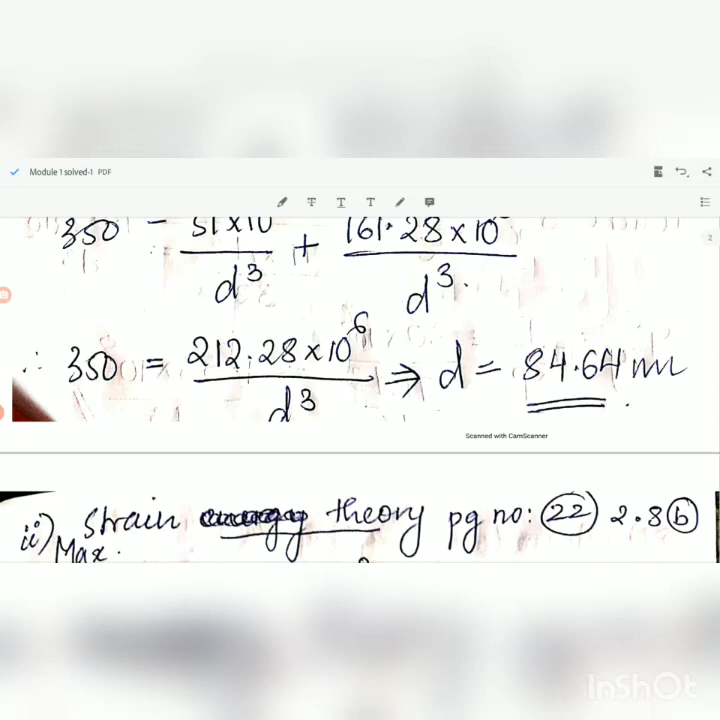 Module 1 solved-1 PDF
2
350 = 51×10 / d³ + 161.28×10 / d³.
∴ 350 = 212.28×10⁶ / d³ ⇒ d = 84.64 mm.
Scanned with CamScanner
ii) Max. Strain theory pg no: 22 2.8 b
InShOt